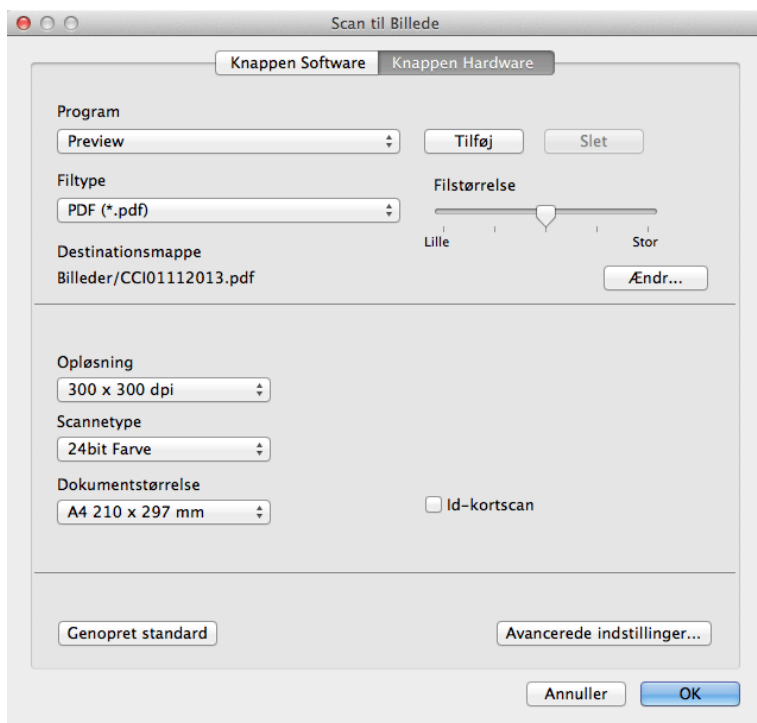 Scan til Billede
Knappen Software Knappen Hardware
Program
Preview Tilføj Slet
Filtype Filstørrelse
PDF (*.pdf)
Lille Stor
Destinationsmappe
Billeder/CCI01112013.pdf Ændr...
Opløsning
300 x 300 dpi
Scannetype
24bit Farve
Dokumentstørrelse
A4 210 x 297 mm Id-kortscan
Genopret standard Avancerede indstillinger...
Annuller OK